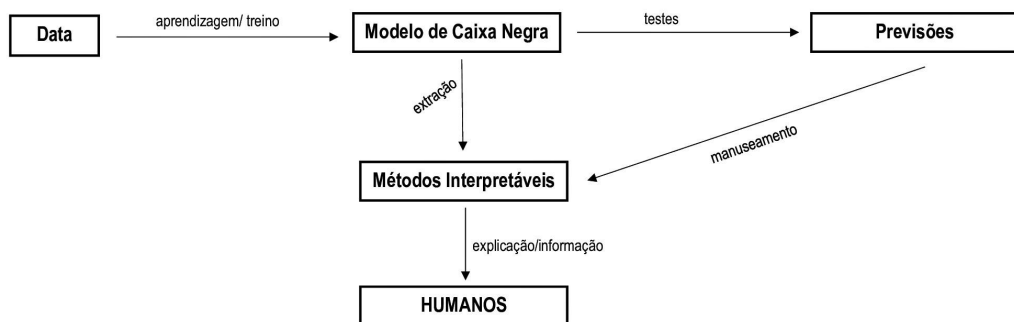 aprendizagem/ treino
testes
Data
Modelo de Caixa Negra
Previsões
extração
manuseamento
Métodos Interpretáveis
explicação/informação
HUMANOS